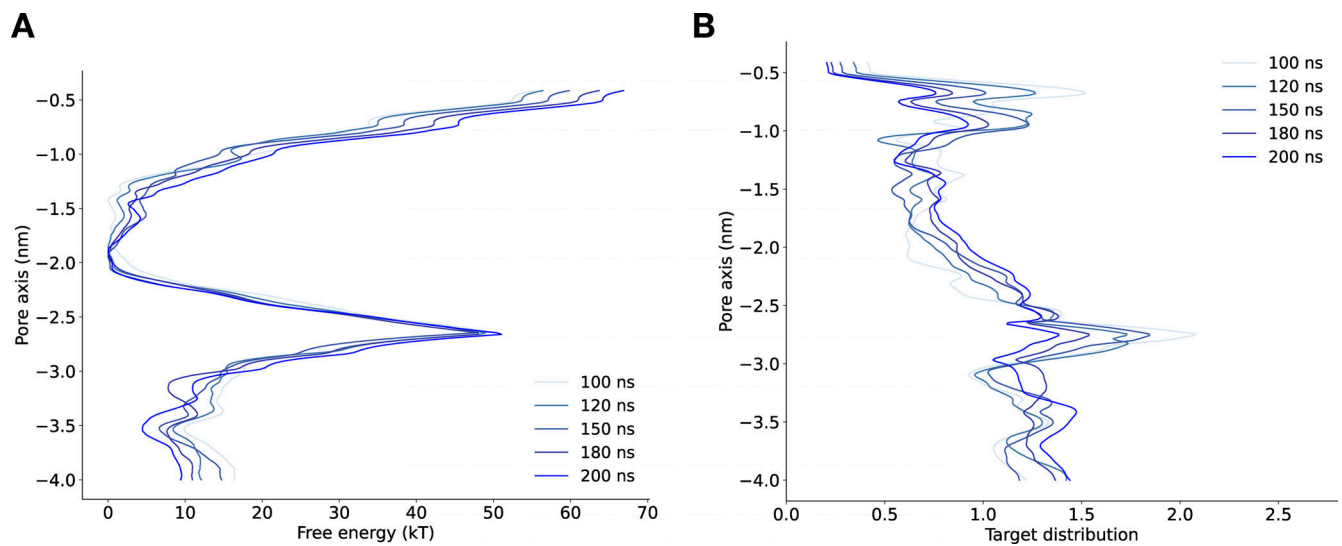 A
B
−0.5
−1.0
−1.5
−2.0
−2.5
−3.0
−3.5
−4.0
Pore axis (nm)
0
10
20
30
40
50
60
70
Free energy (kT)
100 ns
120 ns
150 ns
180 ns
200 ns
−0.5
−1.0
−1.5
−2.0
−2.5
−3.0
−3.5
−4.0
Pore axis (nm)
0.0
0.5
1.0
1.5
2.0
2.5
Target distribution
100 ns
120 ns
150 ns
180 ns
200 ns